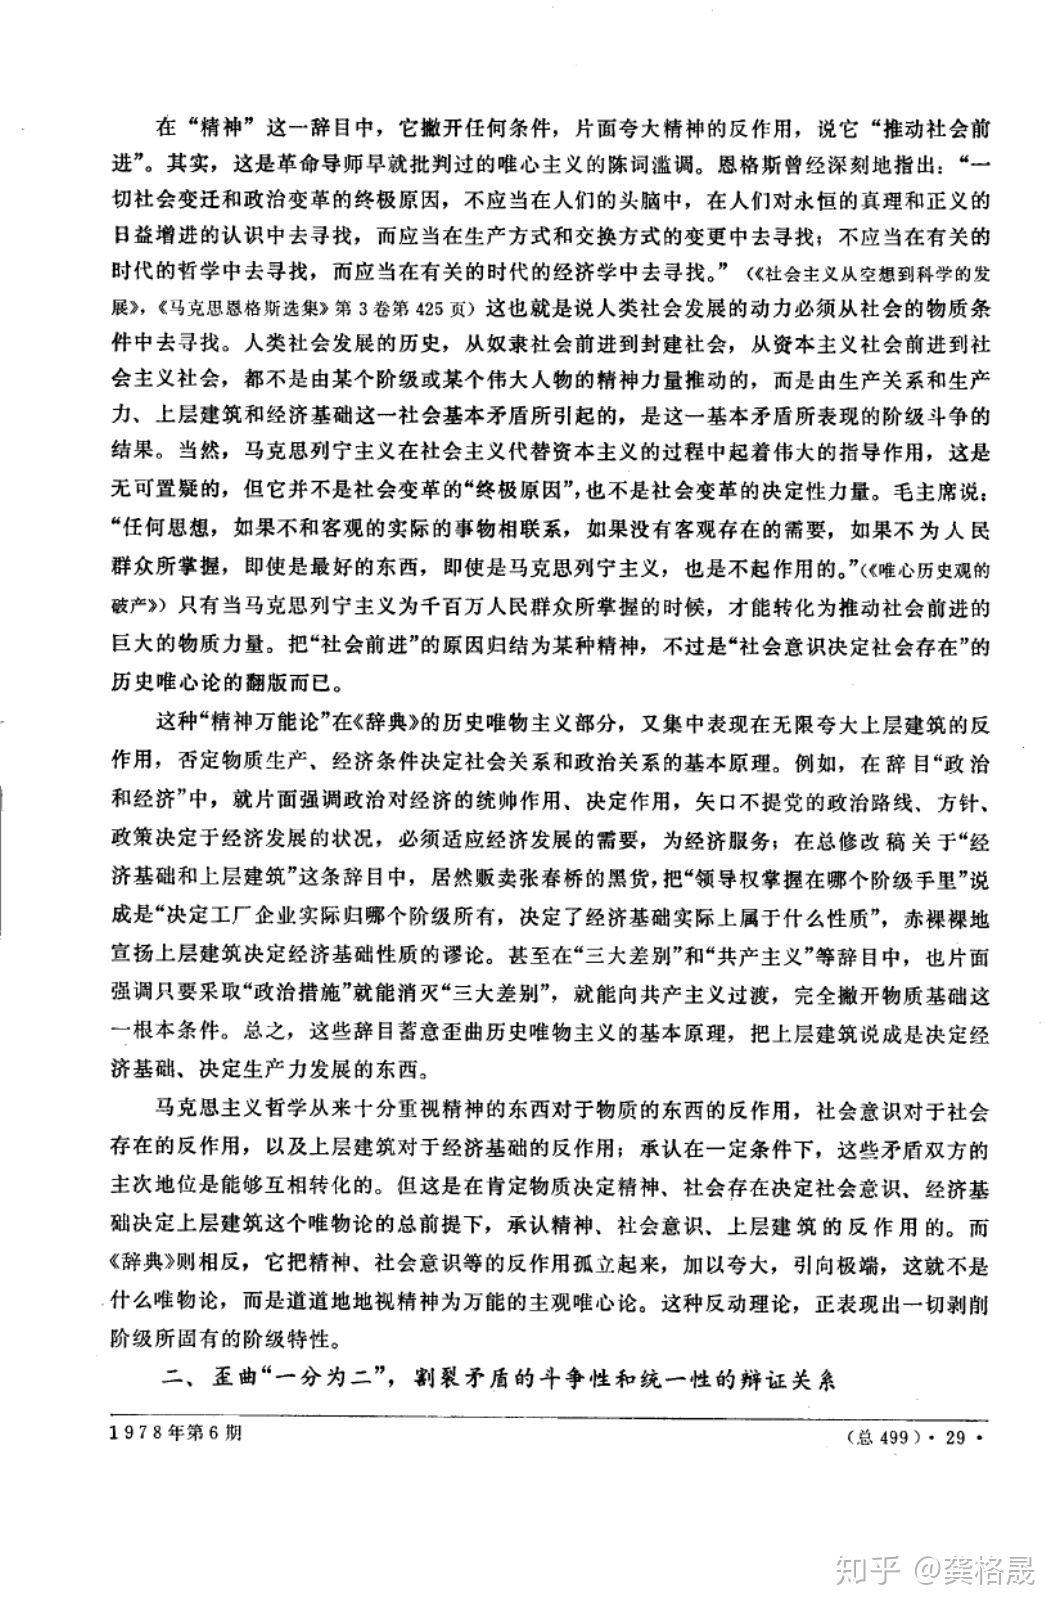 在“精神”这一辞目中，它撇开任何条件，片面夸大精神的反作用，说它“推动社会前
进”。其实，这是革命导师早就批判过的唯心主义的陈词滥调。恩格斯曾经深刻地指出：“一
切社会变迁和政治变革的终极原因，不应当在人们的头脑中，在人们对永恒的真理和正义的
日益增进的认识中去寻找，而应当在生产方式和交换方式的变更中去寻找；不应当在有关的
时代的哲学中去寻找，而应当在有关的时代的经济学中去寻找。”（《社会主义从空想到科学的发
展》，《马克思恩格斯选集》第3卷第425页）这也就是说人类社会发展的动力必须从社会的物质条
件中去寻找。人类社会发展的历史，从奴隶社会前进到封建社会，从资本主义社会前进到社
会主义社会，都不是由某个阶级或某个伟大人物的精神力量推动的，而是由生产关系和生产
力、上层建筑和经济基础这一社会基本矛盾所引起的，是这一基本矛盾所表现的阶级斗争的
结果。当然，马克思列宁主义在社会主义代替资本主义的过程中起着伟大的指导作用，这是
无可置疑的，但它并不是社会变革的“终极原因”，也不是社会变革的决定性力量。毛主席说：
“任何思想，如果不和客观的实际的事物相联系，如果没有客观存在的需要，如果不为人民
群众所掌握，即使是最好的东西，即使是马克思列宁主义，也是不起作用的。”（《唯心历史观的
破产》）只有当马克思列宁主义为千百万人民群众所掌握的时候，才能转化为推动社会前进的
巨大的物质力量。把“社会前进”的原因归结为某种精神，不过是“社会意识决定社会存在”的
历史唯心论的翻版而已。
这种“精神万能论”在《辞典》的历史唯物主义部分，又集中表现在无限夸大上层建筑的反
作用，否定物质生产、经济条件决定社会关系和政治关系的基本原理。例如，在辞目“政治
和经济”中，就片面强调政治对经济的统帅作用、决定作用，矢口不提党的政治路线、方针、
政策决定于经济发展的状况，必须适应经济发展的需要，为经济服务；在总修改稿关于“经
济基础和上层建筑”这条辞目中，居然贩卖张春桥的黑货，把“领导权掌握在哪个阶级手里”说
成是“决定工厂企业实际归哪个阶级所有，决定了经济基础实际上属于什么性质”，赤裸裸地
宣扬上层建筑决定经济基础性质的谬论。甚至在“三大差别”和“共产主义”等辞目中，也片面
强调只要采取“政治措施”就能消灭“三大差别”，就能向共产主义过渡，完全撇开物质基础这
一根本条件。总之，这些辞目蓄意歪曲历史唯物主义的基本原理，把上层建筑说成是决定经
济基础、决定生产力发展的东西。
马克思主义哲学从来十分重视精神的东西对于物质的东西的反作用，社会意识对于社会
存在的反作用，以及上层建筑对于经济基础的反作用；承认在一定条件下，这些矛盾双方的
主次地位是能够互相转化的。但这是在肯定物质决定精神、社会存在决定社会意识、经济基
础决定上层建筑这个唯物论的总前提下，承认精神、社会意识、上层建筑的反作用的。而
《辞典》则相反，它把精神、社会意识等的反作用孤立起来，加以夸大，引向极端，这就不是
什么唯物论，而是道道地地视精神为万能的主观唯心论。这种反动理论，正表现出一切剥削
阶级所固有的阶级特性。
二、歪曲“一分为二”，割裂矛盾的斗争性和统一性的辩证关系
1978年第6期
（总499）·29·
知乎 @龚格晟